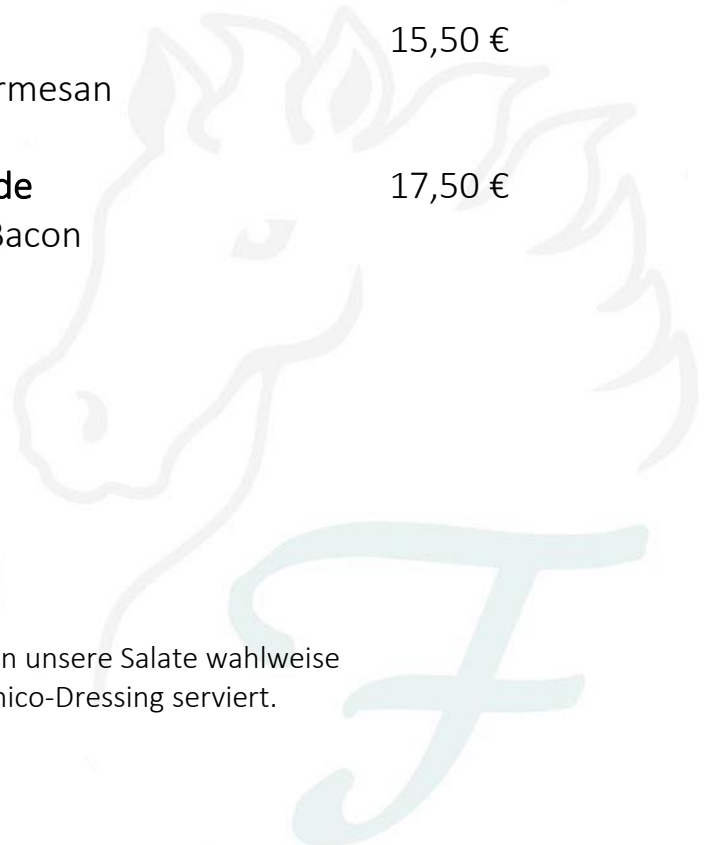 15,50 €
rmesan
de 17,50 €
Bacon
n unsere Salate wahlweise
nico-Dressing serviert.
F